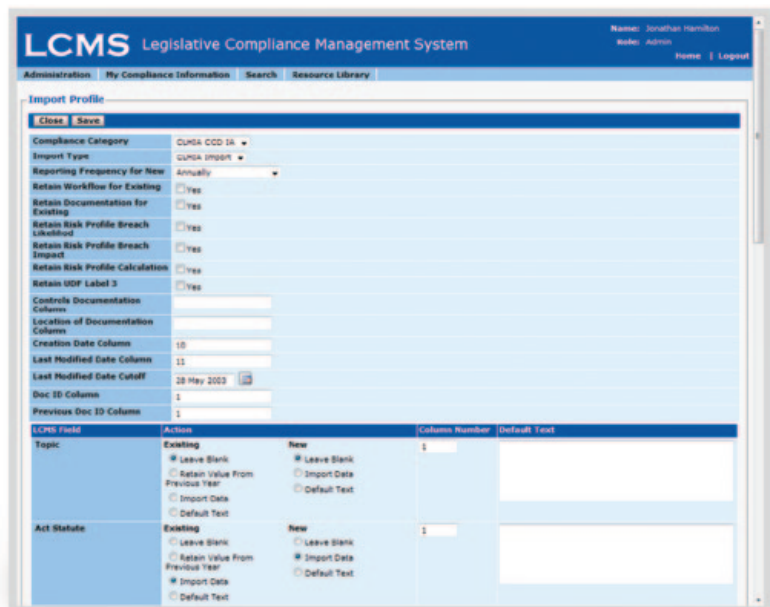 Name: Jonathan Hamilton
LCMS Legislative Compliance Management System
Role: Admin
Home | Logout
Administration My Compliance Information Search Resource Library
Import Profile
Close Save
Compliance Category CLHIA CCD IA
Import Type CLHIA Import
Reporting Frequency for New Annually
Retain Workflow for Existing Yes
Retain Documentation for Existing Yes
Retain Risk Profile Breach Likelihod Yes
Retain Risk Profile Breach Impact Yes
Retain Risk Profile Calculation Yes
Retain UDF Label 3 Yes
Controls Documentation Column
Location of Documentation Column
Creation Date Column 10
Last Modified Date Column 11
Last Modified Date Cutoff 28 May 2003
Doc ID Column 1
Previous Doc ID Column 1
LCMS Field Action Column Number Default Text
Topic Existing New 1
Leave Blank Leave Blank
Retain Value From Previous Year Import Data
Import Data Default Text
Default Text
Act Statute Existing New 1
Leave Blank Leave Blank
Retain Value From Previous Year Import Data
Import Data Default Text
Default Text